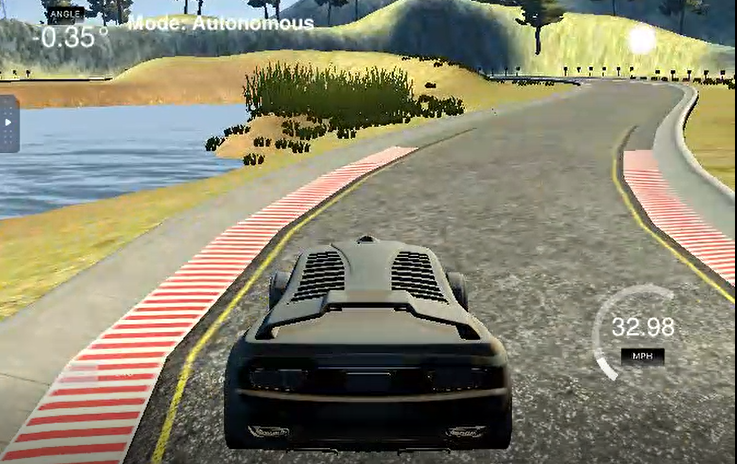 ANGLE
-0.35°
Mode: Autonomous
32.98
MPH